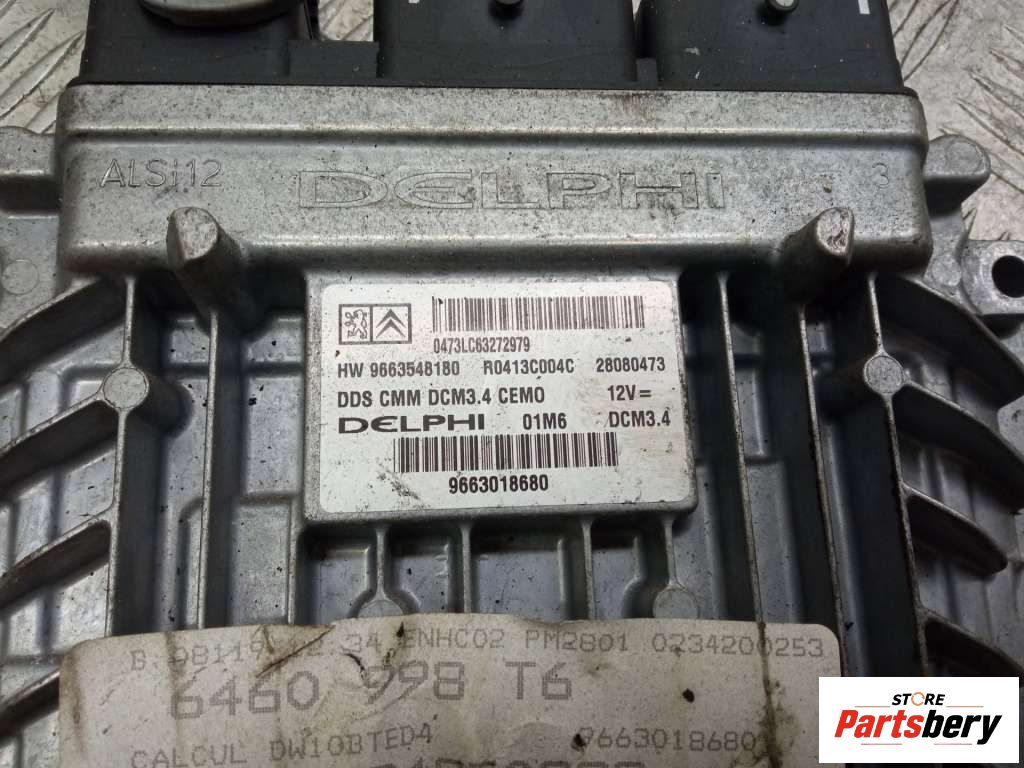 ALSi12 DELPHI 3
0473LC63272979
HW 9663548180 R0413C004C 28080473
DDS CMM DCM3.4 CEMO 12V=
DELPHI 01M6 DCM3.4
9663018680
34 ENHC02 PM2801 0234200253
6460 998 T6
CALCUL DW10BTED4 9663018680
STORE
Partsbery